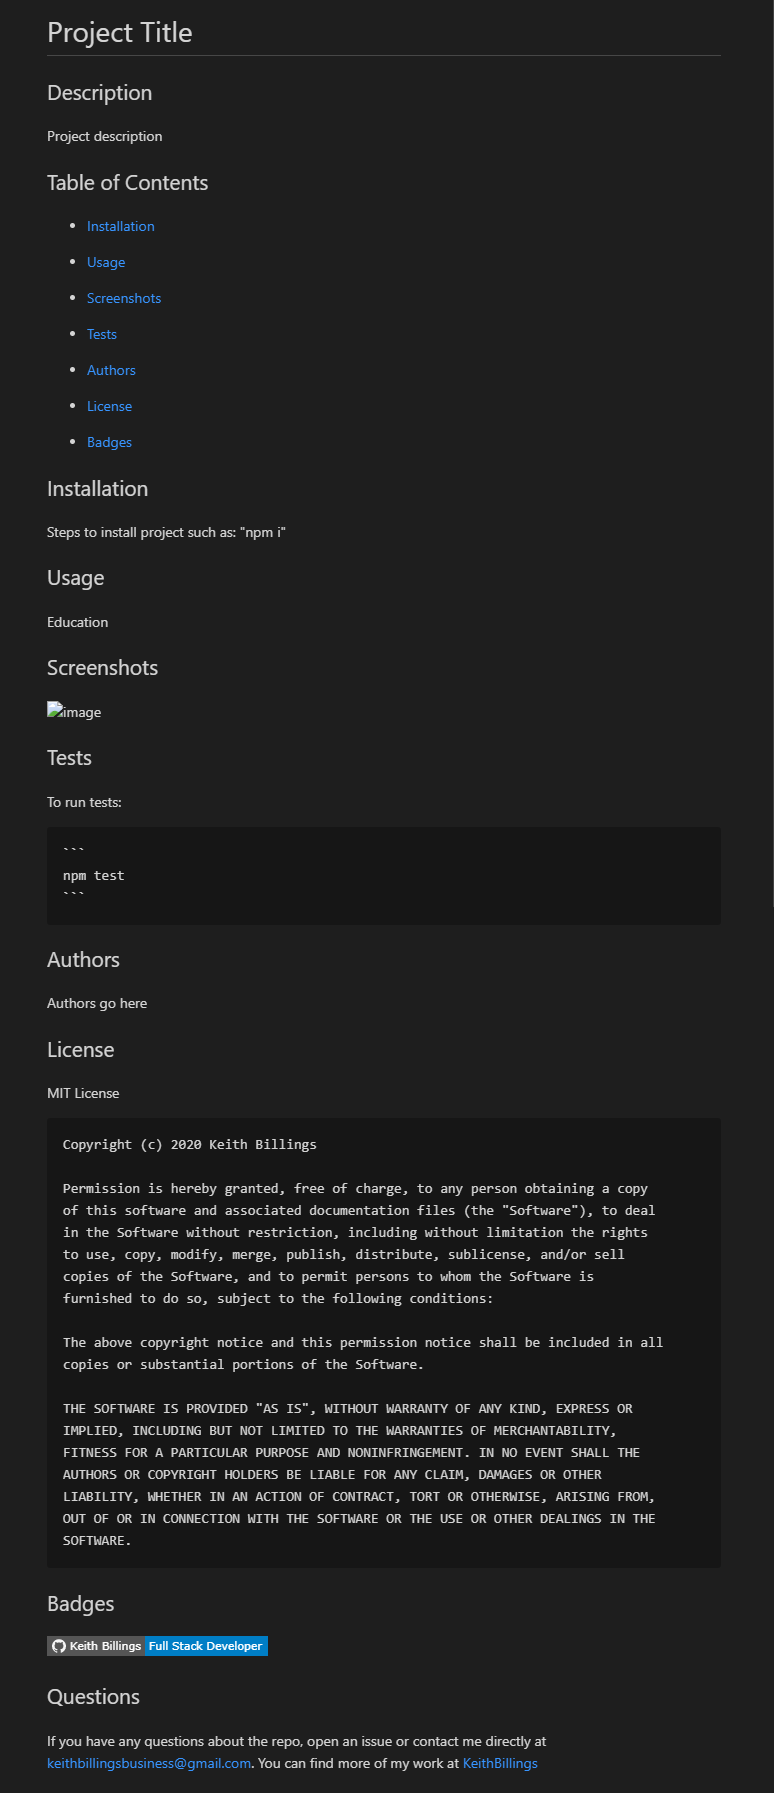 Project Title
Description
Project description
Table of Contents
Installation
Usage
Screenshots
Tests
Authors
License
Badges
Installation
Steps to install project such as: "npm i"
Usage
Education
Screenshots
image
Tests
To run tests:
```
npm test
```
Authors
Authors go here
License
MIT License
Copyright (c) 2020 Keith Billings
Permission is hereby granted, free of charge, to any person obtaining a copy
of this software and associated documentation files (the "Software"), to deal
in the Software without restriction, including without limitation the rights
to use, copy, modify, merge, publish, distribute, sublicense, and/or sell
copies of the Software, and to permit persons to whom the Software is
furnished to do so, subject to the following conditions:
The above copyright notice and this permission notice shall be included in all
copies or substantial portions of the Software.
THE SOFTWARE IS PROVIDED "AS IS", WITHOUT WARRANTY OF ANY KIND, EXPRESS OR
IMPLIED, INCLUDING BUT NOT LIMITED TO THE WARRANTIES OF MERCHANTABILITY,
FITNESS FOR A PARTICULAR PURPOSE AND NONINFRINGEMENT. IN NO EVENT SHALL THE
AUTHORS OR COPYRIGHT HOLDERS BE LIABLE FOR ANY CLAIM, DAMAGES OR OTHER
LIABILITY, WHETHER IN AN ACTION OF CONTRACT, TORT OR OTHERWISE, ARISING FROM,
OUT OF OR IN CONNECTION WITH THE SOFTWARE OR THE USE OR OTHER DEALINGS IN THE
SOFTWARE.
Badges
Keith Billings Full Stack Developer
Questions
If you have any questions about the repo, open an issue or contact me directly at
keithbillingsbusiness@gmail.com. You can find more of my work at KeithBillings